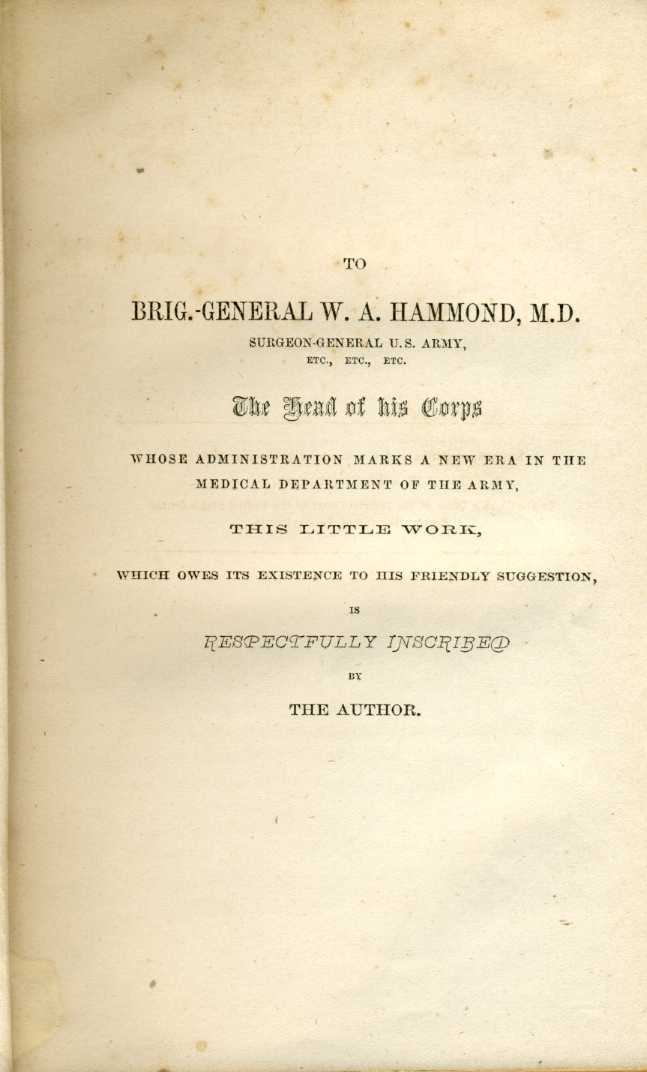 TO
BRIG.-GENERAL W. A. HAMMOND, M.D.
SURGEON-GENERAL U. S. ARMY,
ETC., ETC., ETC.
The Head of his Corps
WHOSE ADMINISTRATION MARKS A NEW ERA IN THE
MEDICAL DEPARTMENT OF THE ARMY,
THIS LITTLE WORK,
WHICH OWES ITS EXISTENCE TO HIS FRIENDLY SUGGESTION,
IS
RESPECTFULLY INSCRIBED
BY
THE AUTHOR.